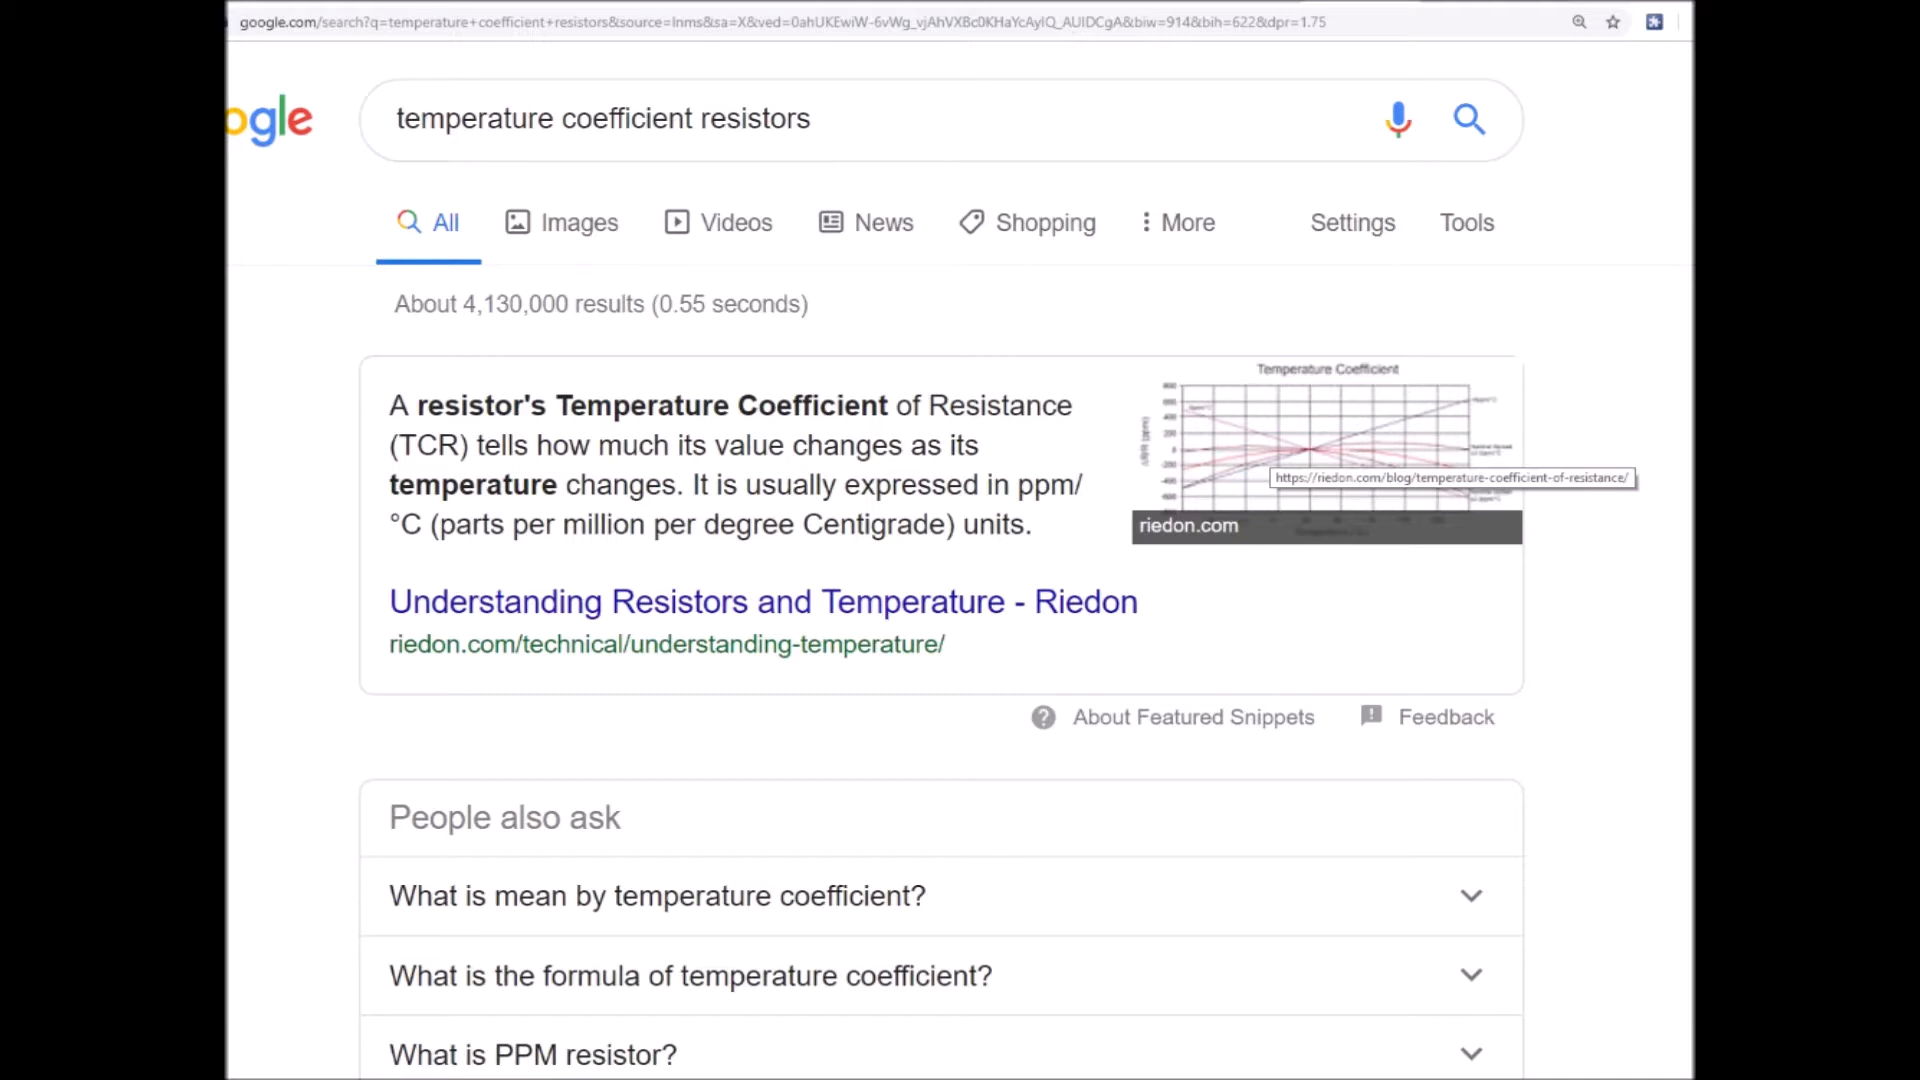 google.com/search?q=temperature+coefficient+resistors&source=lnms&sa=X&ved=0ahUKEwiW-6vWg_vjAhVXBc0KHaYcAyIQ_AUIDCgA&biw=914&bih=622&dpr=1.75
ogle
temperature coefficient resistors
All Images Videos News Shopping More Settings Tools
About 4,130,000 results (0.55 seconds)
Temperature Coefficient
A resistor's Temperature Coefficient of Resistance
(TCR) tells how much its value changes as its
temperature changes. It is usually expressed in ppm/
°C (parts per million per degree Centigrade) units.
https://riedon.com/blog/temperature-coefficient-of-resistance/
riedon.com
Understanding Resistors and Temperature - Riedon
riedon.com/technical/understanding-temperature/
About Featured Snippets Feedback
People also ask
What is mean by temperature coefficient?
What is the formula of temperature coefficient?
What is PPM resistor?